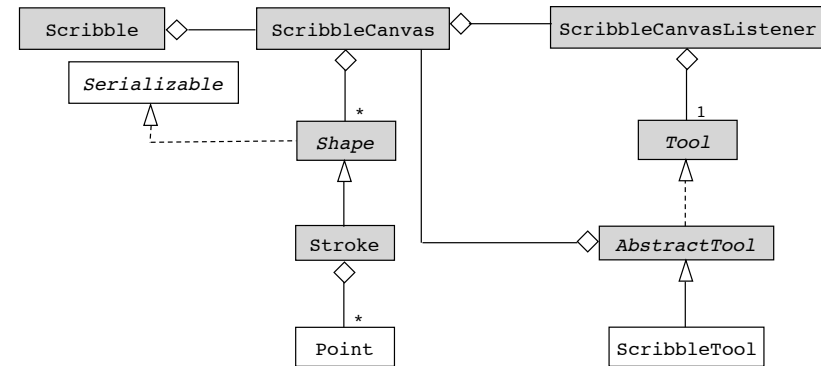 Scribble
ScribbleCanvas
ScribbleCanvasListener
Serializable
*
1
Shape
Tool
Stroke
AbstractTool
*
Point
ScribbleTool